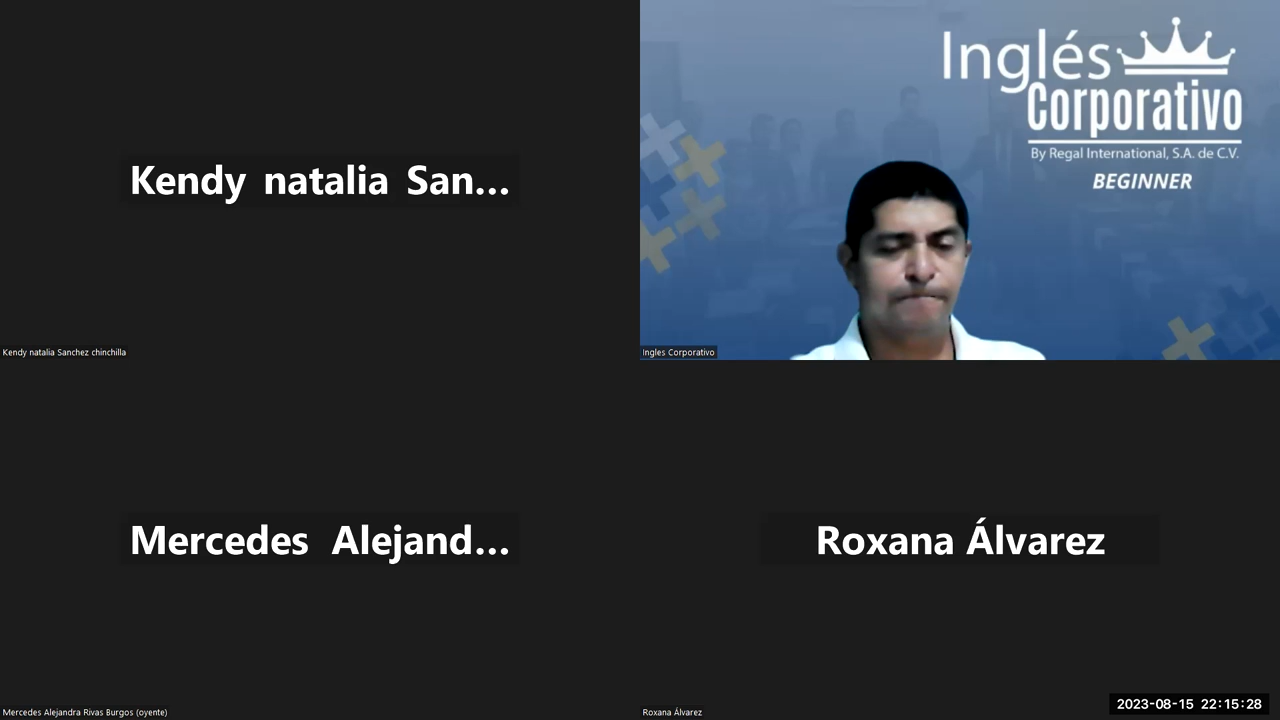 Kendy natalia San...
Kendy natalia Sanchez chinchilla
Inglés
Corporativo
By Regal International, S.A. de C.V.
BEGINNER
Ingles Corporativo
Mercedes Alejand...
Mercedes Alejandra Rivas Burgos (oyente)
Roxana Álvarez
Roxana Álvarez
2023-08-15 22:15:28